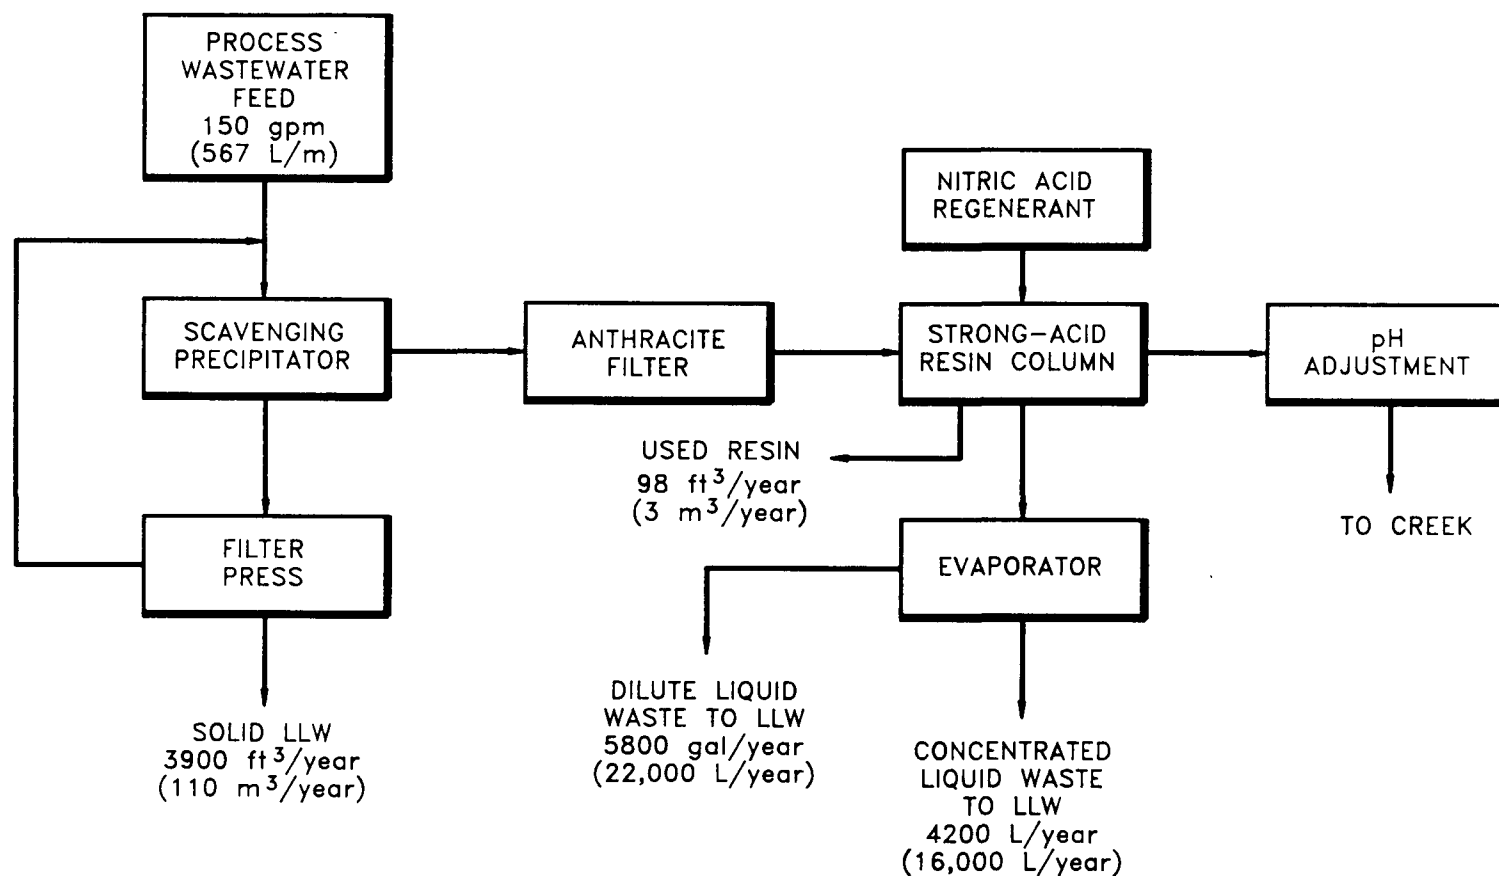 PROCESS
WASTEWATER
FEED
150 gpm
(567 L/m)
NITRIC ACID
REGENERANT
SCAVENGING
PRECIPITATOR
ANTHRACITE
FILTER
STRONG-ACID
RESIN COLUMN
pH
ADJUSTMENT
USED RESIN
98 ft³/year
(3 m³/year)
TO CREEK
FILTER
PRESS
EVAPORATOR
SOLID LLW
3900 ft³/year
(110 m³/year)
DILUTE LIQUID
WASTE TO LLW
5800 gal/year
(22,000 L/year)
CONCENTRATED
LIQUID WASTE
TO LLW
4200 L/year
(16,000 L/year)